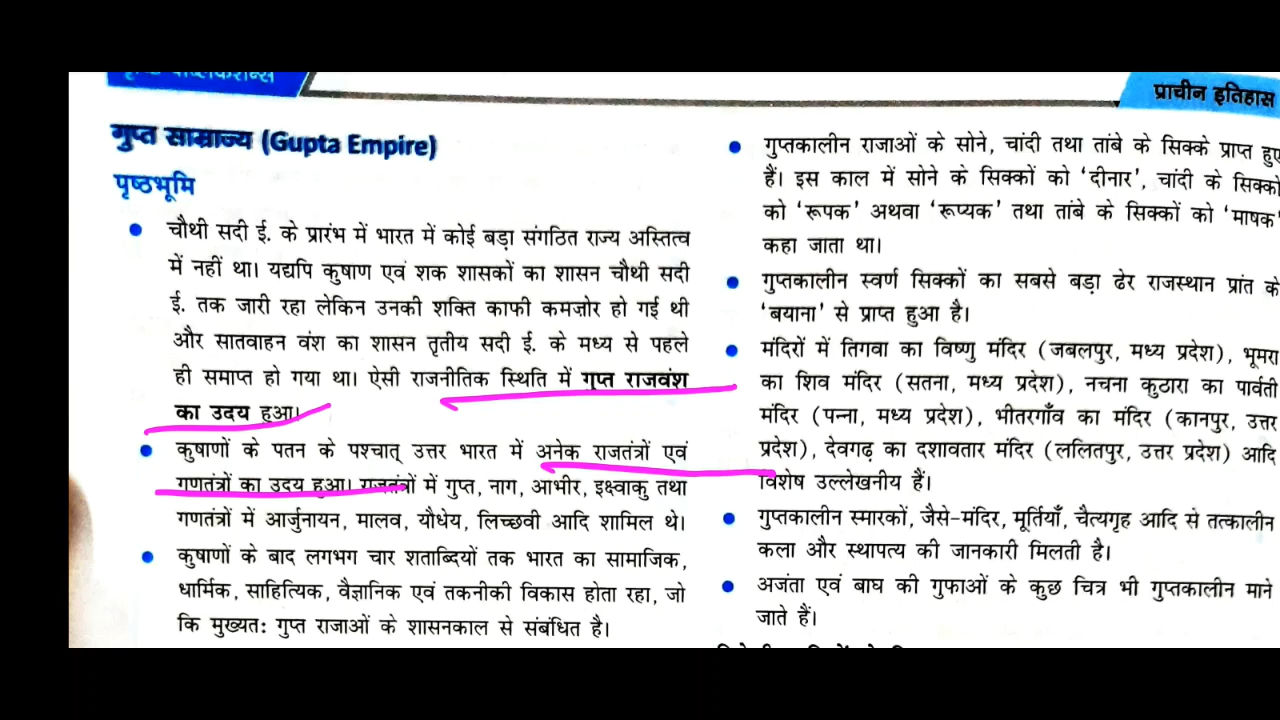 प्राचीन इतिहास
गुप्त साम्राज्य (Gupta Empire)
पृष्ठभूमि
• चौथी सदी ई. के प्रारंभ में भारत में कोई बड़ा संगठित राज्य अस्तित्व
में नहीं था। यद्यपि कुषाण एवं शक शासकों का शासन चौथी सदी
ई. तक जारी रहा लेकिन उनकी शक्ति काफी कमज़ोर हो गई थी
और सातवाहन वंश का शासन तृतीय सदी ई. के मध्य से पहले
ही समाप्त हो गया था। ऐसी राजनीतिक स्थिति में गुप्त राजवंश
का उदय हुआ।
• कुषाणों के पतन के पश्चात् उत्तर भारत में अनेक राजतंत्रों एवं
गणतंत्रों का उदय हुआ। राजतंत्रों में गुप्त, नाग, आभीर, इक्ष्वाकु तथा
गणतंत्रों में आर्जुनायन, मालव, यौधेय, लिच्छवी आदि शामिल थे।
• कुषाणों के बाद लगभग चार शताब्दियों तक भारत का सामाजिक,
धार्मिक, साहित्यिक, वैज्ञानिक एवं तकनीकी विकास होता रहा, जो
कि मुख्यतः गुप्त राजाओं के शासनकाल से संबंधित है।
• गुप्तकालीन राजाओं के सोने, चांदी तथा तांबे के सिक्के प्राप्त हुए
हैं। इस काल में सोने के सिक्कों को 'दीनार', चांदी के सिक्कों
को 'रूपक' अथवा 'रूप्यक' तथा तांबे के सिक्कों को 'माषक'
कहा जाता था।
• गुप्तकालीन स्वर्ण सिक्कों का सबसे बड़ा ढेर राजस्थान प्रांत के
'बयाना' से प्राप्त हुआ है।
• मंदिरों में तिगवा का विष्णु मंदिर (जबलपुर, मध्य प्रदेश), भूमरा
का शिव मंदिर (सतना, मध्य प्रदेश), नचना कुठारा का पार्वती
मंदिर (पन्ना, मध्य प्रदेश), भीतरगाँव का मंदिर (कानपुर, उत्तर
प्रदेश), देवगढ़ का दशावतार मंदिर (ललितपुर, उत्तर प्रदेश) आदि
विशेष उल्लेखनीय हैं।
• गुप्तकालीन स्मारकों, जैसे-मंदिर, मूर्तियाँ, चैत्यगृह आदि से तत्कालीन
कला और स्थापत्य की जानकारी मिलती है।
• अजंता एवं बाघ की गुफाओं के कुछ चित्र भी गुप्तकालीन माने
जाते हैं।